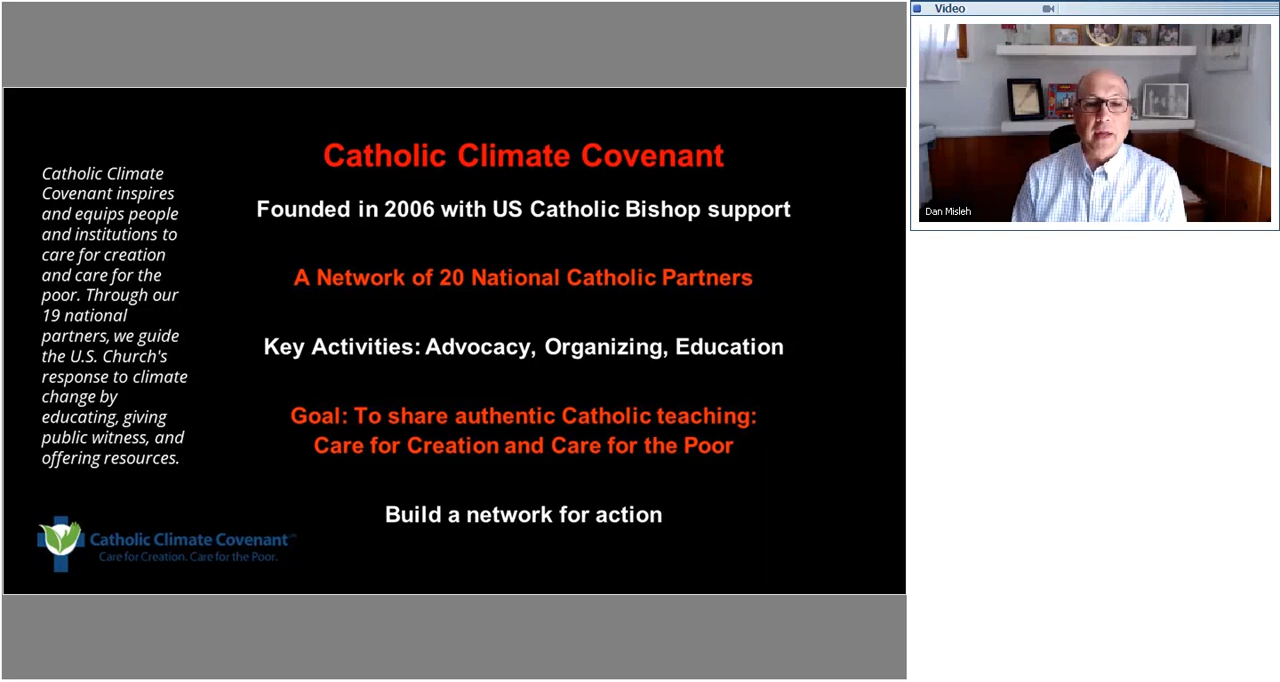 Catholic Climate
Covenant inspires
and equips people
and institutions to
care for creation
and care for the
poor. Through our
19 national
partners, we guide
the U.S. Church's
response to climate
change by
educating, giving
public witness, and
offering resources.
Catholic Climate Covenant
Founded in 2006 with US Catholic Bishop support
A Network of 20 National Catholic Partners
Key Activities: Advocacy, Organizing, Education
Goal: To share authentic Catholic teaching:
Care for Creation and Care for the Poor
Build a network for action
Catholic Climate Covenant
Care for Creation. Care for the Poor.
Video
Dan Misleh